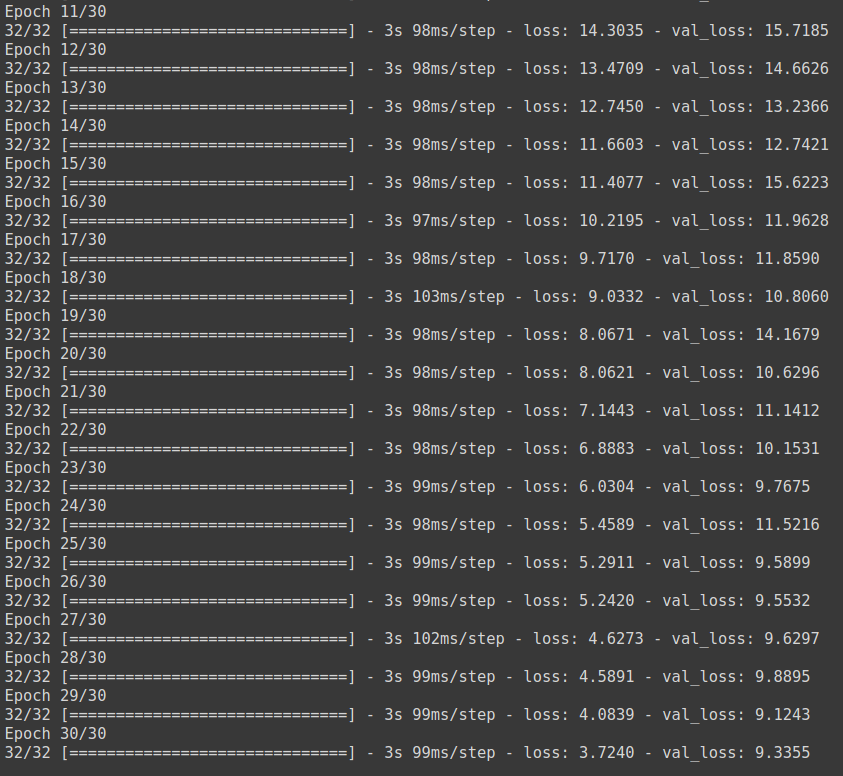 Epoch 11/30
32/32 [==============================] - 3s 98ms/step - loss: 14.3035 - val_loss: 15.7185
Epoch 12/30
32/32 [==============================] - 3s 98ms/step - loss: 13.4709 - val_loss: 14.6626
Epoch 13/30
32/32 [==============================] - 3s 98ms/step - loss: 12.7450 - val_loss: 13.2366
Epoch 14/30
32/32 [==============================] - 3s 98ms/step - loss: 11.6603 - val_loss: 12.7421
Epoch 15/30
32/32 [==============================] - 3s 98ms/step - loss: 11.4077 - val_loss: 15.6223
Epoch 16/30
32/32 [==============================] - 3s 97ms/step - loss: 10.2195 - val_loss: 11.9628
Epoch 17/30
32/32 [==============================] - 3s 98ms/step - loss: 9.7170 - val_loss: 11.8590
Epoch 18/30
32/32 [==============================] - 3s 103ms/step - loss: 9.0332 - val_loss: 10.8060
Epoch 19/30
32/32 [==============================] - 3s 98ms/step - loss: 8.0671 - val_loss: 14.1679
Epoch 20/30
32/32 [==============================] - 3s 98ms/step - loss: 8.0621 - val_loss: 10.6296
Epoch 21/30
32/32 [==============================] - 3s 98ms/step - loss: 7.1443 - val_loss: 11.1412
Epoch 22/30
32/32 [==============================] - 3s 98ms/step - loss: 6.8883 - val_loss: 10.1531
Epoch 23/30
32/32 [==============================] - 3s 99ms/step - loss: 6.0304 - val_loss: 9.7675
Epoch 24/30
32/32 [==============================] - 3s 98ms/step - loss: 5.4589 - val_loss: 11.5216
Epoch 25/30
32/32 [==============================] - 3s 99ms/step - loss: 5.2911 - val_loss: 9.5899
Epoch 26/30
32/32 [==============================] - 3s 99ms/step - loss: 5.2420 - val_loss: 9.5532
Epoch 27/30
32/32 [==============================] - 3s 102ms/step - loss: 4.6273 - val_loss: 9.6297
Epoch 28/30
32/32 [==============================] - 3s 99ms/step - loss: 4.5891 - val_loss: 9.8895
Epoch 29/30
32/32 [==============================] - 3s 99ms/step - loss: 4.0839 - val_loss: 9.1243
Epoch 30/30
32/32 [==============================] - 3s 99ms/step - loss: 3.7240 - val_loss: 9.3355